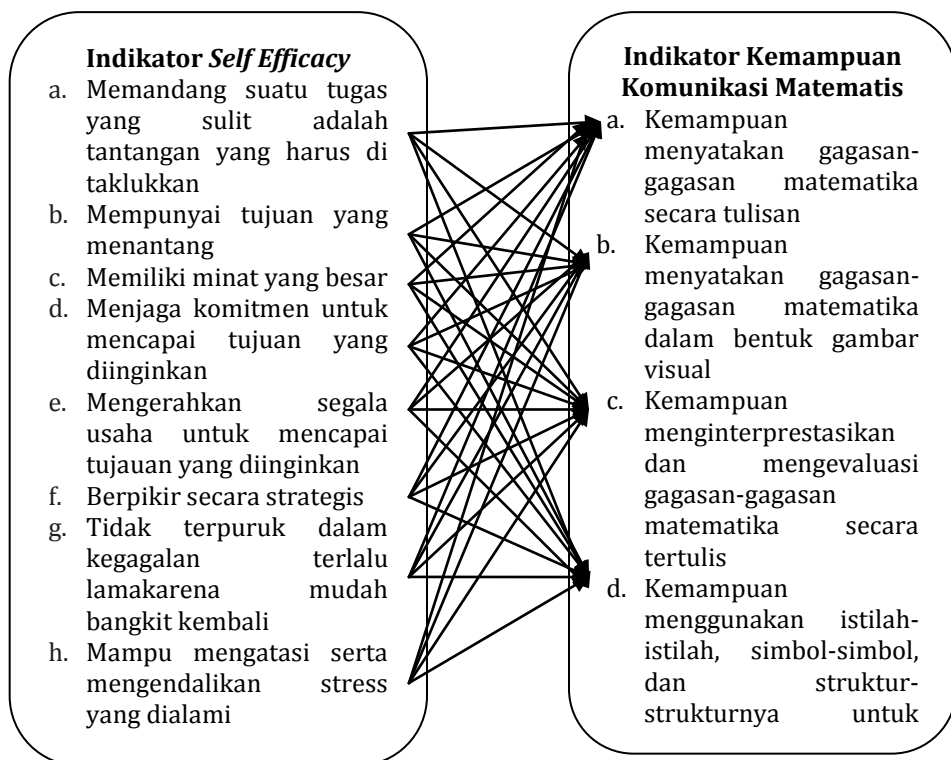 Indikator Self Efficacy
a. Memandang suatu tugas
yang sulit adalah
tantangan yang harus di
taklukkan
b. Mempunyai tujuan yang
menantang
c. Memiliki minat yang besar
d. Menjaga komitmen untuk
mencapai tujuan yang
diinginkan
e. Mengerahkan segala
usaha untuk mencapai
tujauan yang diinginkan
f. Berpikir secara strategis
g. Tidak terpuruk dalam
kegagalan terlalu
lamakarena mudah
bangkit kembali
h. Mampu mengatasi serta
mengendalikan stress
yang dialami
Indikator Kemampuan
Komunikasi Matematis
a. Kemampuan
menyatakan gagasan-
gagasan matematika
secara tulisan
b. Kemampuan
menyatakan gagasan-
gagasan matematika
dalam bentuk gambar
visual
c. Kemampuan
menginterprestasikan
dan mengevaluasi
gagasan-gagasan
matematika secara
tertulis
d. Kemampuan
menggunakan istilah-
istilah, simbol-simbol,
dan struktur-
strukturnya untuk